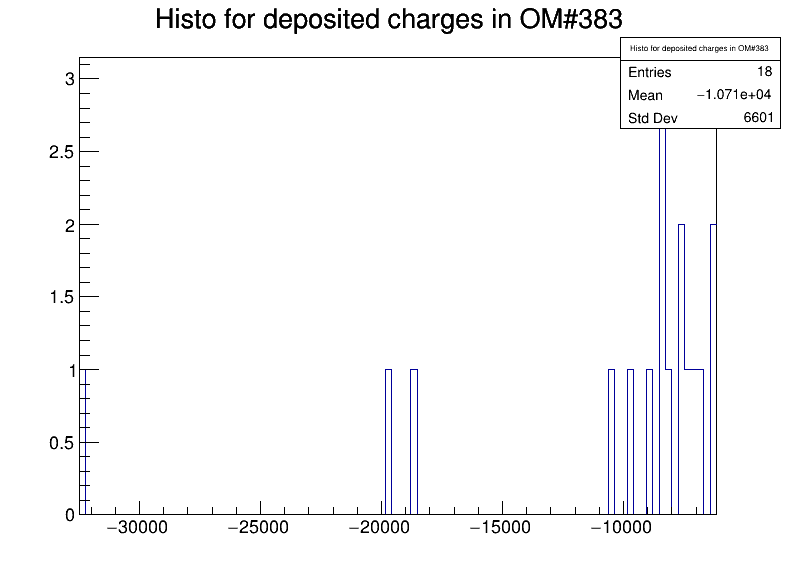 Histo for deposited charges in OM#383
Histo for deposited charges in OM#383
Entries 18
Mean −1.071e+04
Std Dev 6601
3
2.5
2
1.5
1
0.5
0
−30000 −25000 −20000 −15000 −10000